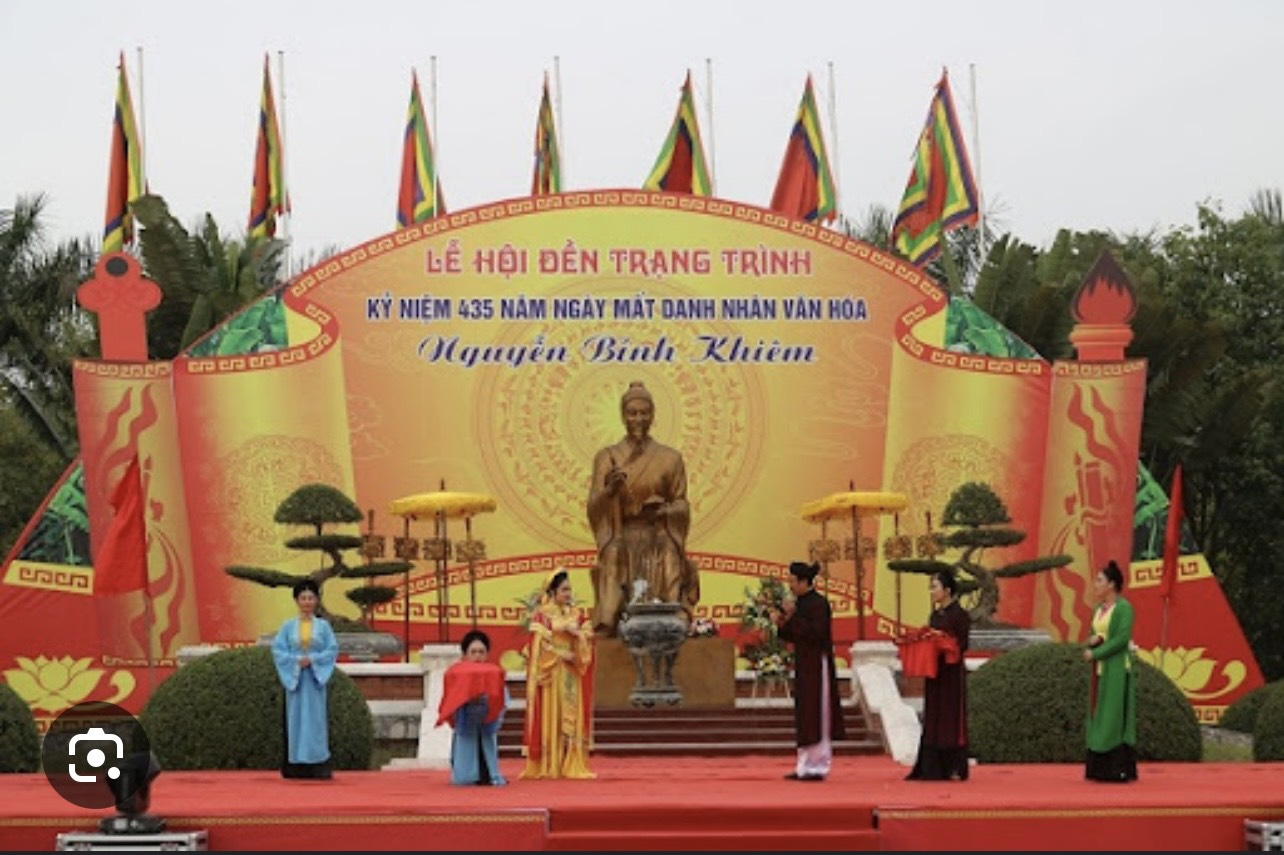 LỄ HỘI ĐỀN TRẠNG TRÌNH
KỶ NIỆM 435 NĂM NGÀY MẤT DANH NHÂN VĂN HÓA
Nguyễn Bỉnh Khiêm